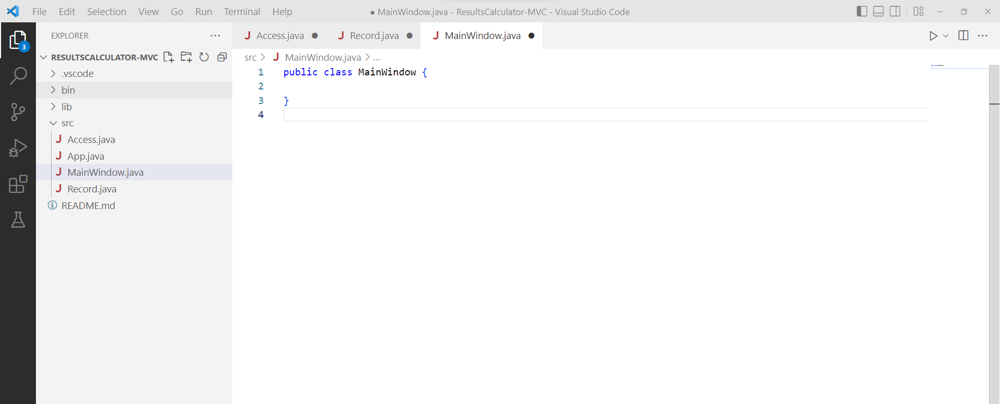 File Edit Selection View Go Run Terminal Help
● MainWindow.java - ResultsCalculator-MVC - Visual Studio Code
3
EXPLORER
RESULTSCALCULATOR-MVC
.vscode
bin
lib
src
Access.java
App.java
MainWindow.java
Record.java
README.md
Access.java ● Record.java ● MainWindow.java ●
src > MainWindow.java > ...
1 public class MainWindow {
2
3 }
4